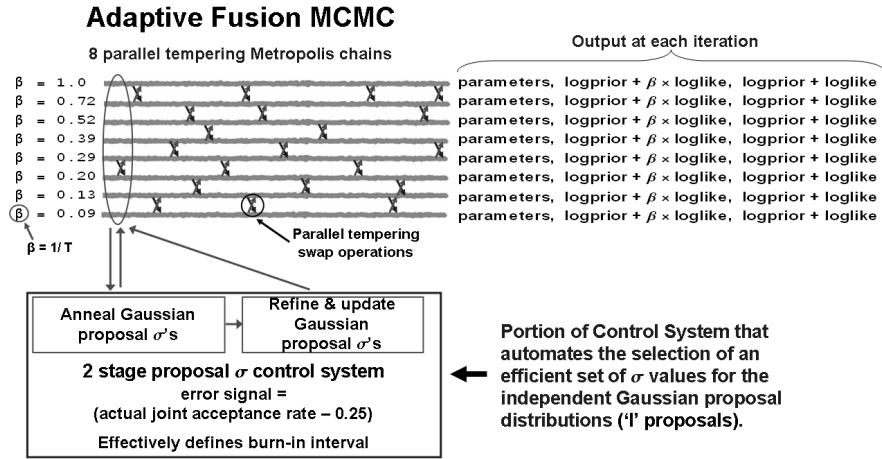 Adaptive Fusion MCMC
8 parallel tempering Metropolis chains
Output at each iteration
β = 1.0
β = 0.72
β = 0.52
β = 0.39
β = 0.29
β = 0.20
β = 0.13
β = 0.09
parameters, logprior + β × loglike, logprior + loglike
parameters, logprior + β × loglike, logprior + loglike
parameters, logprior + β × loglike, logprior + loglike
parameters, logprior + β × loglike, logprior + loglike
parameters, logprior + β × loglike, logprior + loglike
parameters, logprior + β × loglike, logprior + loglike
parameters, logprior + β × loglike, logprior + loglike
parameters, logprior + β × loglike, logprior + loglike
β = 1/ T
Parallel tempering
swap operations
Anneal Gaussian
proposal σ's
Refine & update
Gaussian
proposal σ's
2 stage proposal σ control system
error signal =
(actual joint acceptance rate – 0.25)
Effectively defines burn-in interval
Portion of Control System that
automates the selection of an
efficient set of σ values for the
independent Gaussian proposal
distributions ('I' proposals).